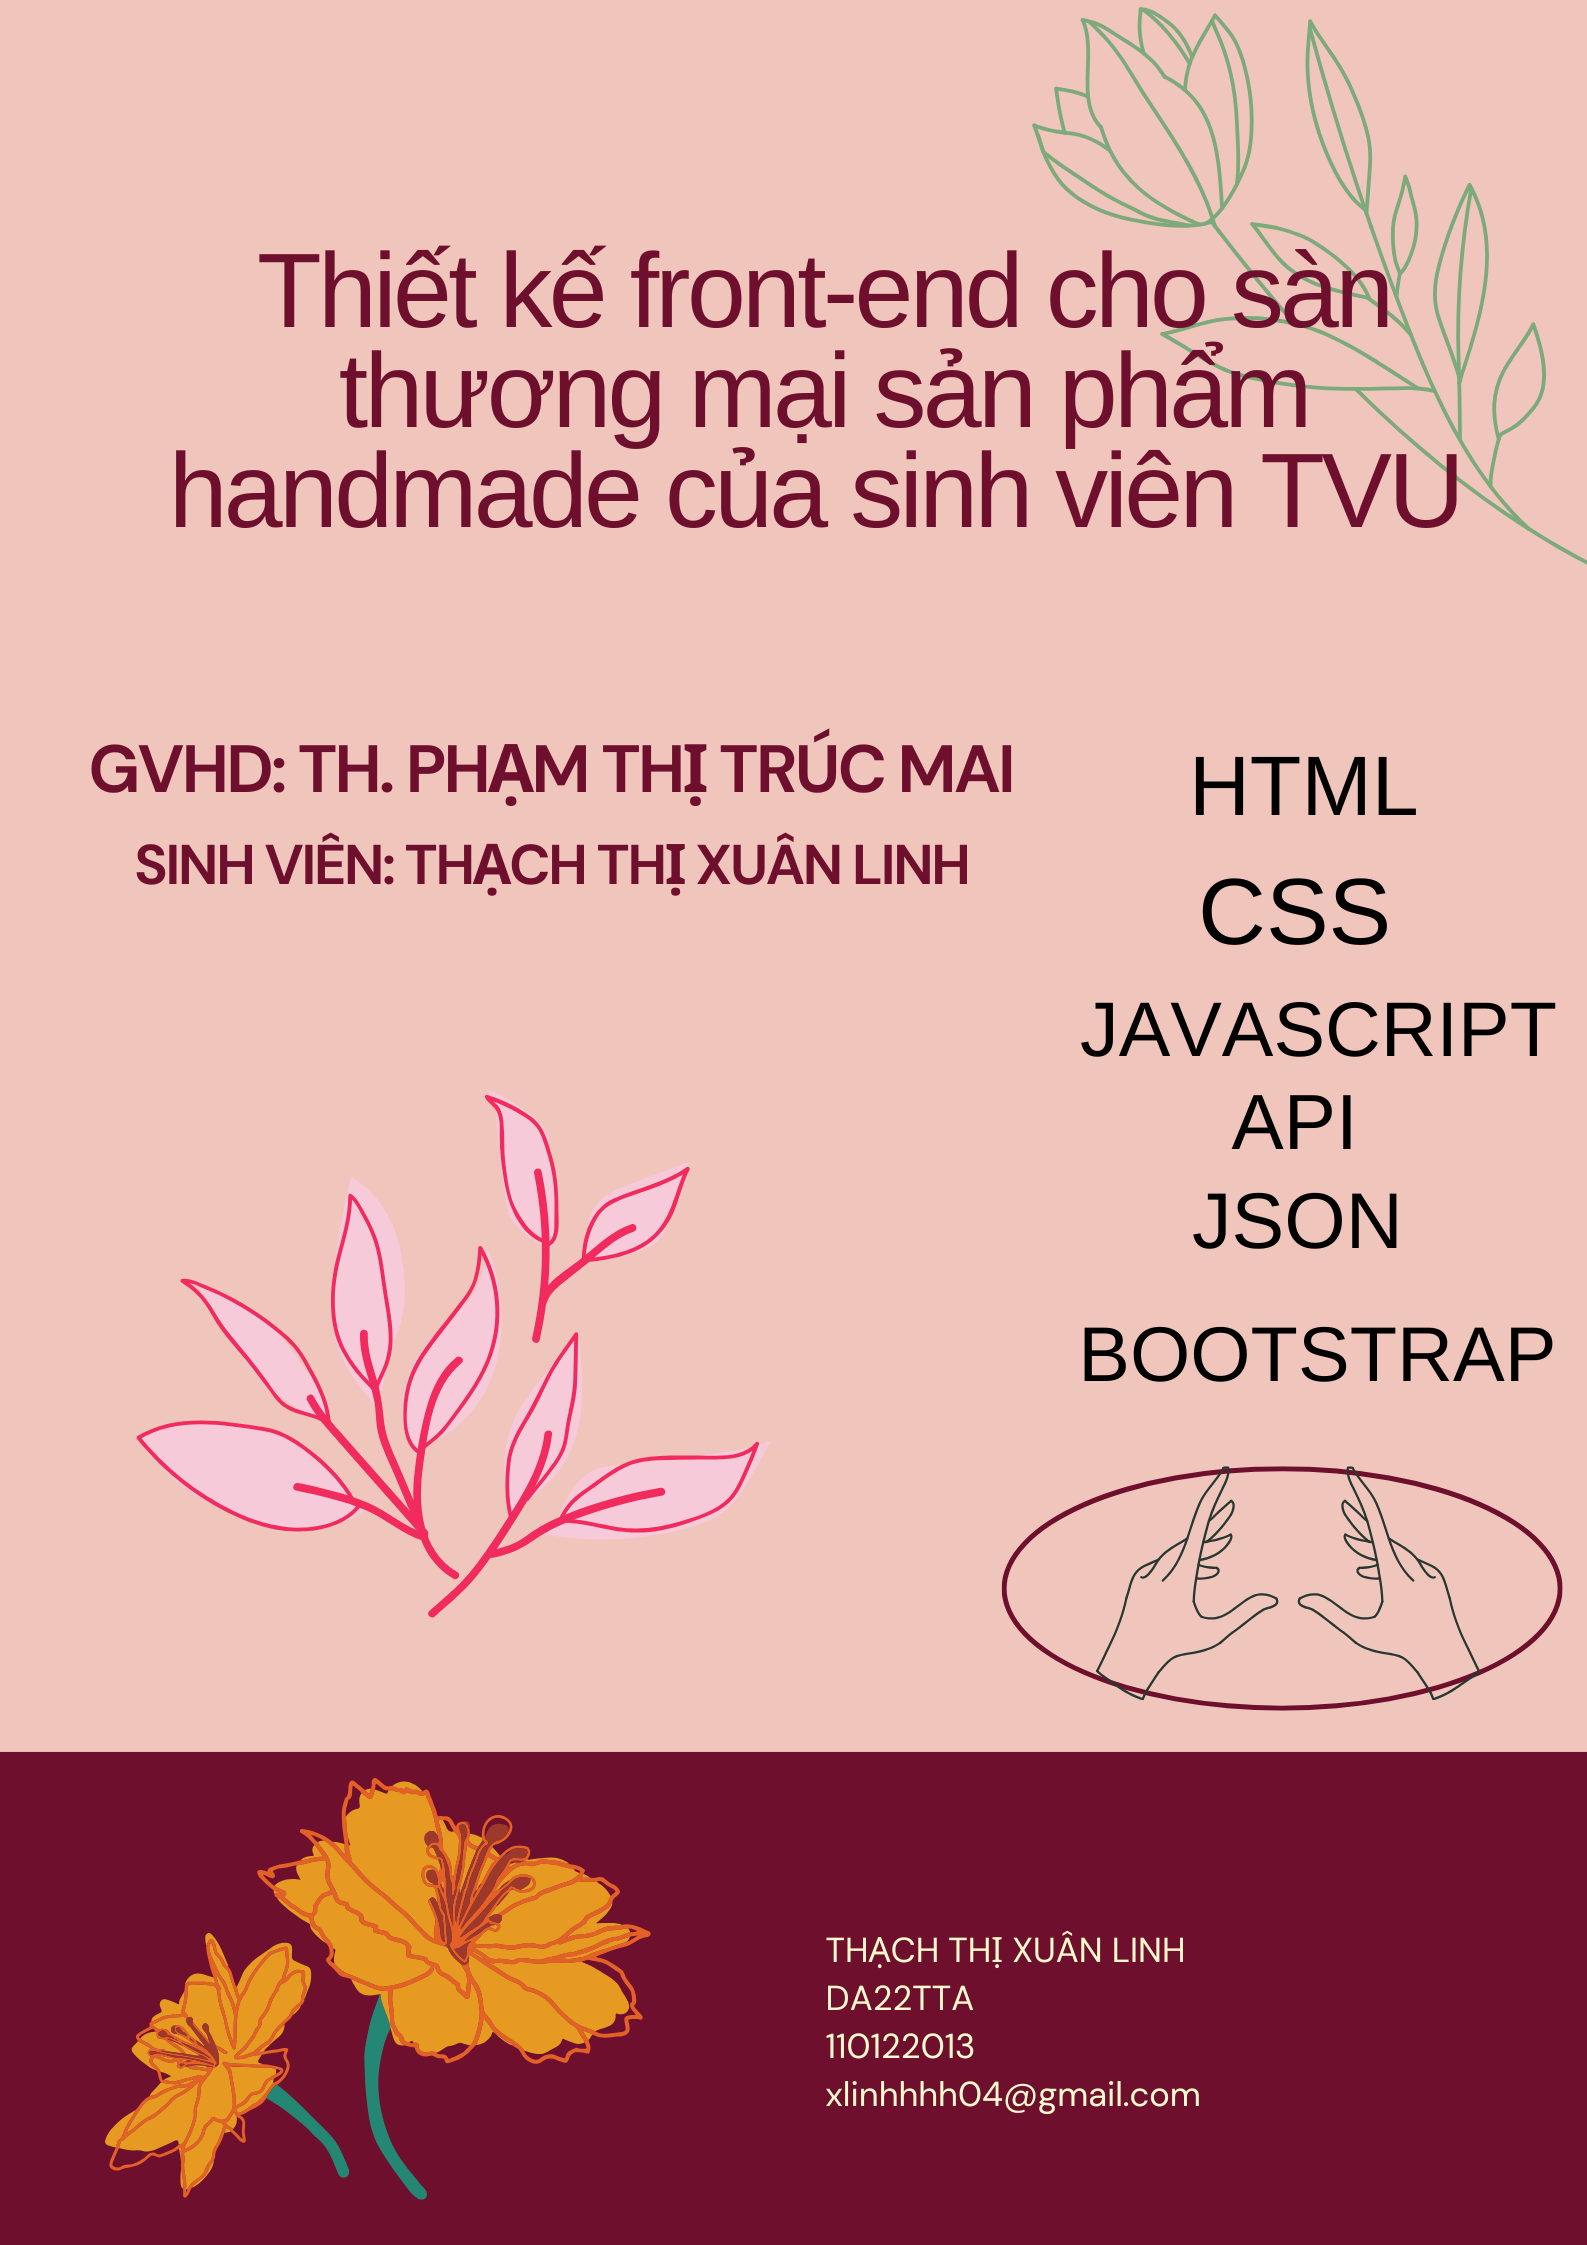 Thiết kế front-end cho sàn
thương mại sản phẩm
handmade của sinh viên TVU
GVHD: TH. PHẠM THỊ TRÚC MAI
SINH VIÊN: THẠCH THỊ XUÂN LINH
HTML
CSS
JAVASCRIPT
API
JSON
BOOTSTRAP
THẠCH THỊ XUÂN LINH
DA22TTA
110122013
xlinhhhh04@gmail.com